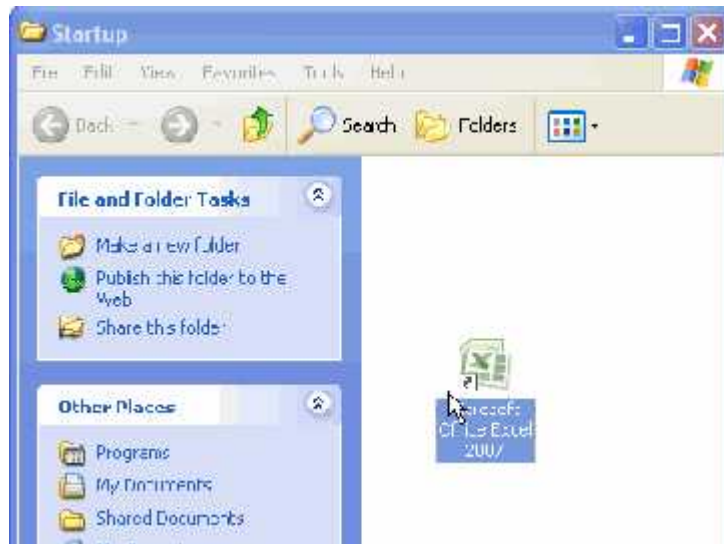 Startup
File Edit View Favorites Tools Help
Back Search Folders
File and Folder Tasks
Make a new folder
Publish this folder to the
Web
Share this folder
Other Places
Programs
My Documents
Shared Documents
Microsoft
Office Excel
2007